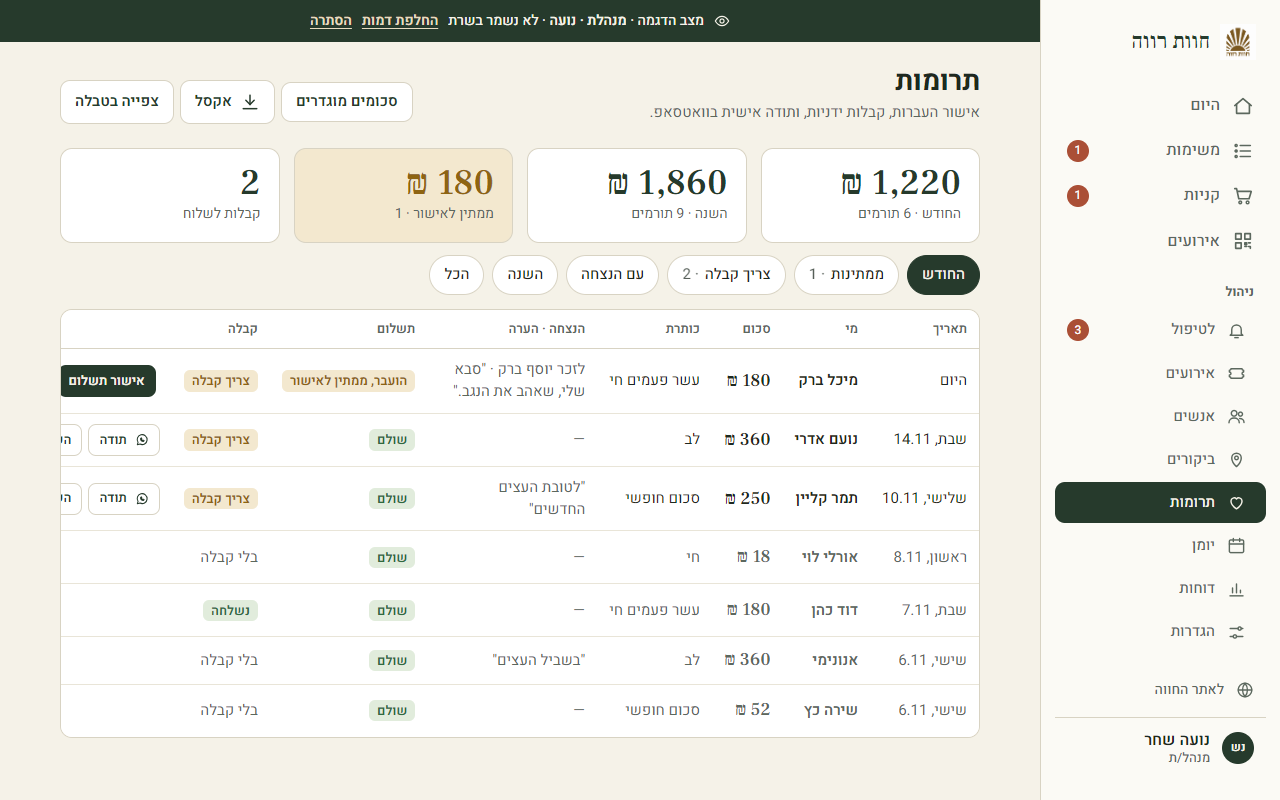 מצב הדגמה · מנהלת · נועה · לא נשמר בשרת החלפת דמות הסתרה
חוות רווה
היום
משימות 1
קניות 1
אירועים
ניהול
לטיפול 3
אירועים
אנשים
ביקורים
תרומות
יומן
דוחות
הגדרות
לאתר החווה
נש
נועה שחר
מנהל/ת
תרומות
אישור העברות, קבלות ידניות, ותודה אישית בוואטסאפ.
סכומים מוגדרים
אקסל
צפייה בטבלה
1,220 ₪
החודש · 6 תורמים
1,860 ₪
השנה · 9 תורמים
180 ₪
ממתין לאישור · 1
2
קבלות לשלוח
החודש
ממתינות · 1
צריך קבלה · 2
עם הנצחה
השנה
הכל
תאריך מי סכום כותרת הנצחה · הערה תשלום קבלה
היום מיכל ברק 180 ₪ עשר פעמים חי לזכר יוסף ברק · "סבא שלי, שאהב את הנגב." הועבר, ממתין לאישור צריך קבלה אישור תשלום
שבת, 14.11 נועם אדרי 360 ₪ לב — שולם צריך קבלה תודה
שלישי, 10.11 תמר קליין 250 ₪ סכום חופשי "לטובת העצים החדשים" שולם צריך קבלה תודה
ראשון, 8.11 אורלי לוי 18 ₪ חי — שולם בלי קבלה
שבת, 7.11 דוד כהן 180 ₪ עשר פעמים חי — שולם נשלחה
שישי, 6.11 אנונימי 360 ₪ לב "בשביל העצים" שולם בלי קבלה
שישי, 6.11 שירה כץ 52 ₪ סכום חופשי — שולם בלי קבלה